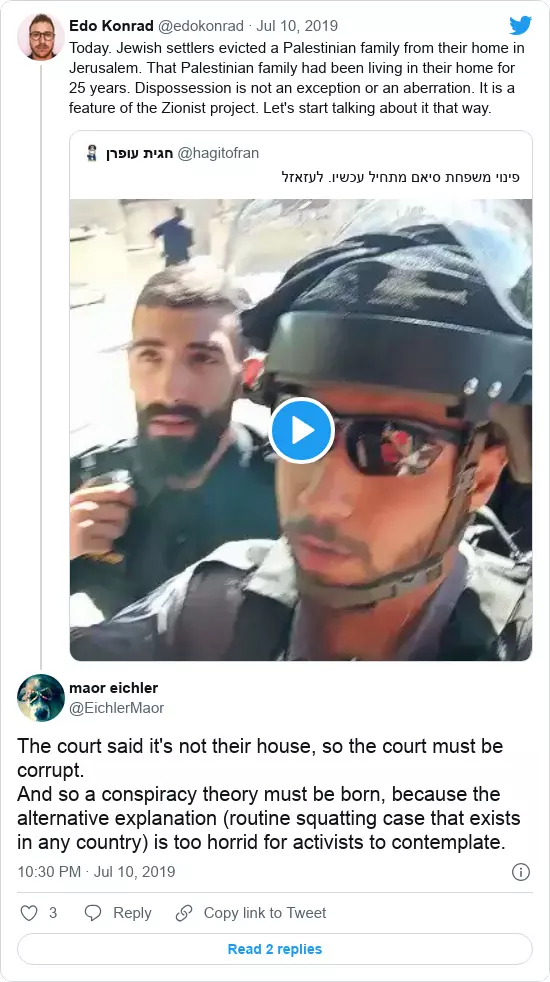 Edo Konrad @edokonrad · Jul 10, 2019
Today. Jewish settlers evicted a Palestinian family from their home in
Jerusalem. That Palestinian family had been living in their home for
25 years. Dispossession is not an exception or an aberration. It is a
feature of the Zionist project. Let's start talking about it that way.
חגית עופרן @hagitofran
פינוי משפחת סיאם מתחיל עכשיו. לעזאזל
maor eichler
@EichlerMaor
The court said it's not their house, so the court must be
corrupt.
And so a conspiracy theory must be born, because the
alternative explanation (routine squatting case that exists
in any country) is too horrid for activists to contemplate.
10:30 PM · Jul 10, 2019
3 Reply Copy link to Tweet
Read 2 replies